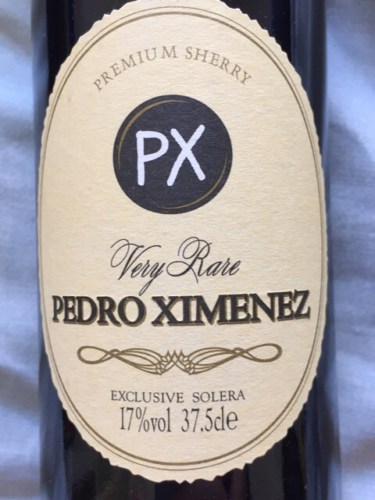 PREMIUM SHERRY
PX
Very Rare
PEDRO XIMENEZ
EXCLUSIVE SOLERA
17%vol 37.5cle